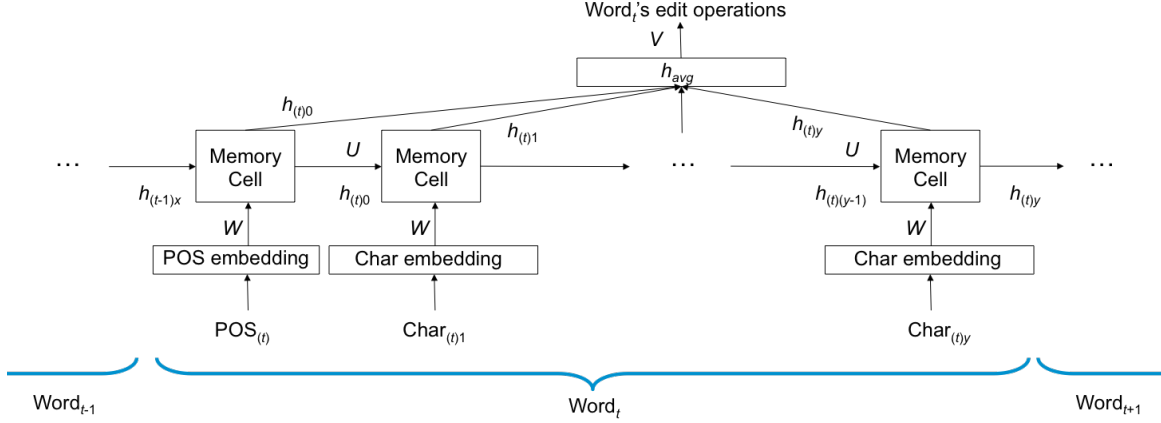 Word_t's edit operations
V
h_avg
h_(t)0
h_(t)1
h_(t)y
... Memory Cell U Memory Cell ... U Memory Cell ...
h_(t-1)x h_(t)0 h_(t)(y-1) h_(t)y
W W W
POS embedding Char embedding Char embedding
POS_(t) Char_(t)1 Char_(t)y
Word_t-1 Word_t Word_t+1